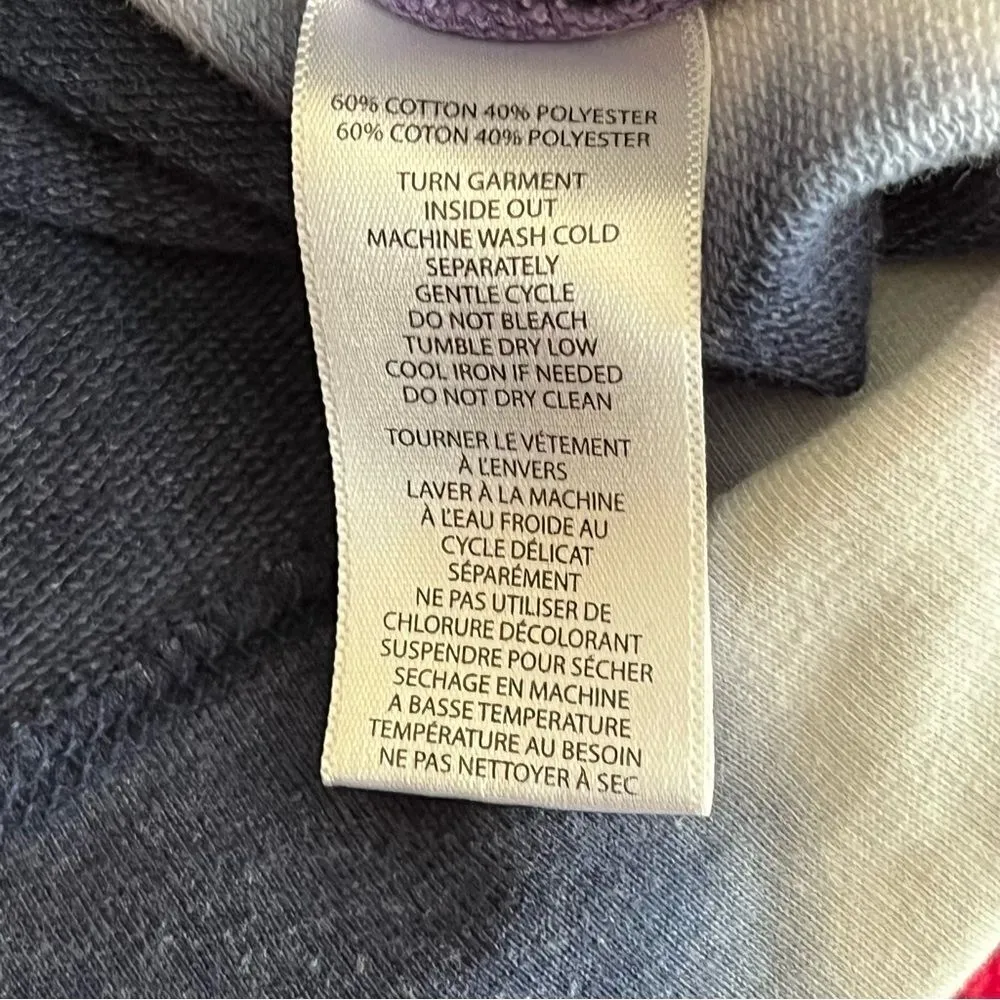 60% COTTON 40% POLYESTER
60% COTON 40% POLYESTER
TURN GARMENT
INSIDE OUT
MACHINE WASH COLD
SEPARATELY
GENTLE CYCLE
DO NOT BLEACH
TUMBLE DRY LOW
COOL IRON IF NEEDED
DO NOT DRY CLEAN
TOURNER LE VÉTEMENT
À L'ENVERS
LAVER À LA MACHINE
À L'EAU FROIDE AU
CYCLE DÉLICAT
SÉPARÉMENT
NE PAS UTILISER DE
CHLORURE DÉCOLORANT
SUSPENDRE POUR SÉCHER
SECHAGE EN MACHINE
A BASSE TEMPERATURE
TEMPÉRATURE AU BESOIN
NE PAS NETTOYER À SEC